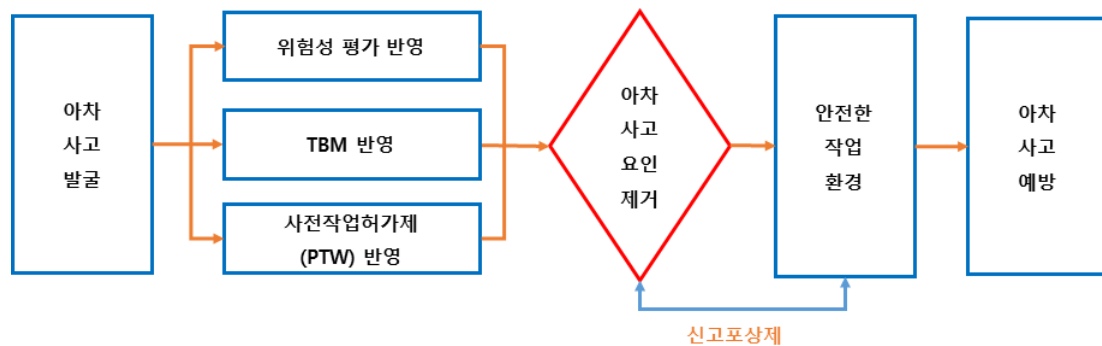 아차
사고
발굴
위험성 평가 반영
TBM 반영
사전작업허가제
(PTW) 반영
아차
사고
요인
제거
안전한
작업
환경
아차
사고
예방
신고포상제